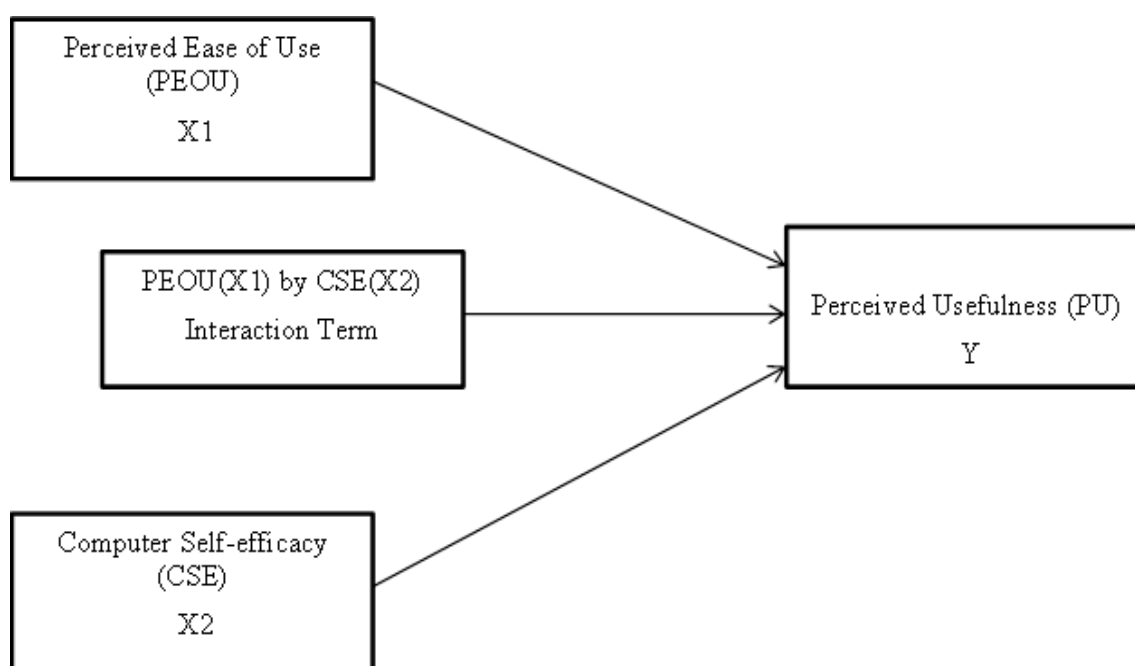 Perceived Ease of Use
(PEOU)
X1
PEOU(X1) by CSE(X2)
Interaction Term
Perceived Usefulness (PU)
Y
Computer Self-efficacy
(CSE)
X2